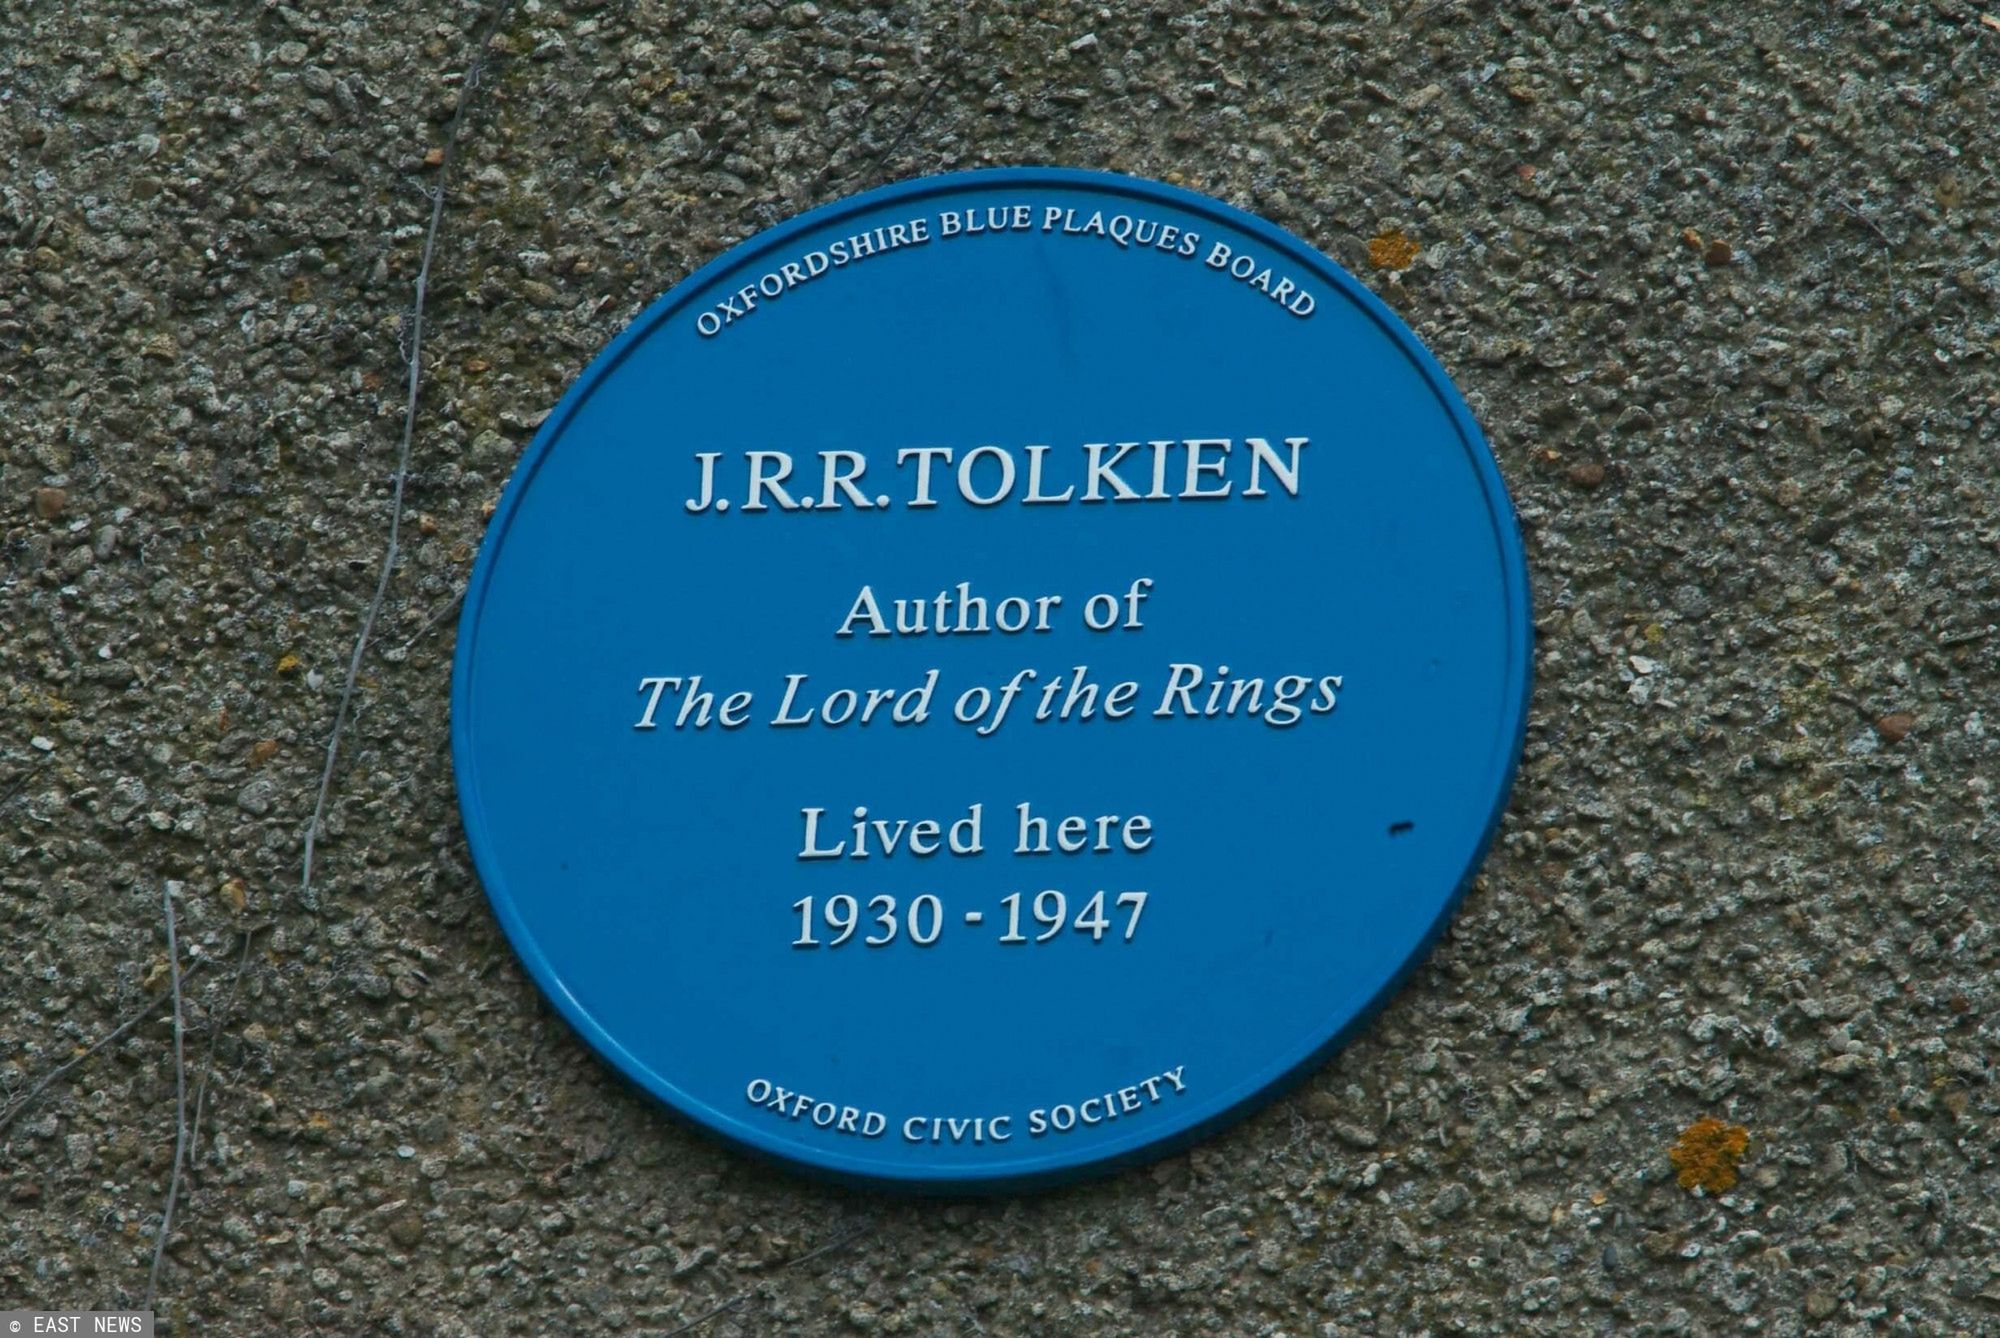 OXFORDSHIRE BLUE PLAQUES BOARD
J.R.R.TOLKIEN
Author of
The Lord of the Rings
Lived here
1930 - 1947
OXFORD CIVIC SOCIETY
© EAST NEWS